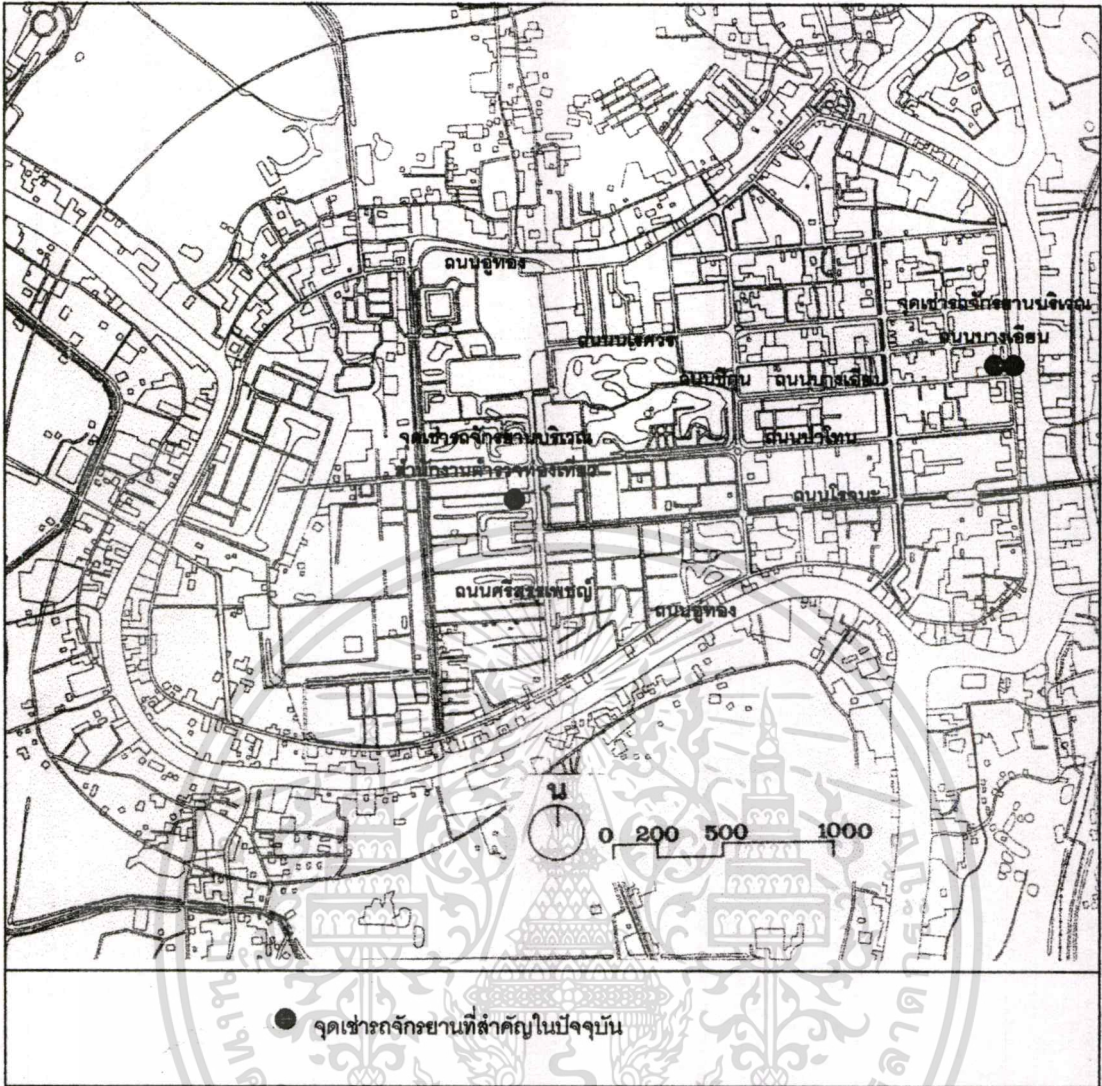 ถนนอู่ทอง
ถนนนเรศวร
จุดเช่ารถจักรยานบริเวณ
ถนนบางเอียน
ถนนชีกุน ถนนบางเอียน
จุดเช่ารถจักรยานบริเวณ
สำนักงานตำรวจท่องเที่ยว
ถนนป่าโทน
ถนนโรจนะ
ถนนศรีสรรเพชญ์
ถนนอู่ทอง
น
0 200 500 1000
จุดเช่ารถจักรยานที่สำคัญในปัจจุบัน